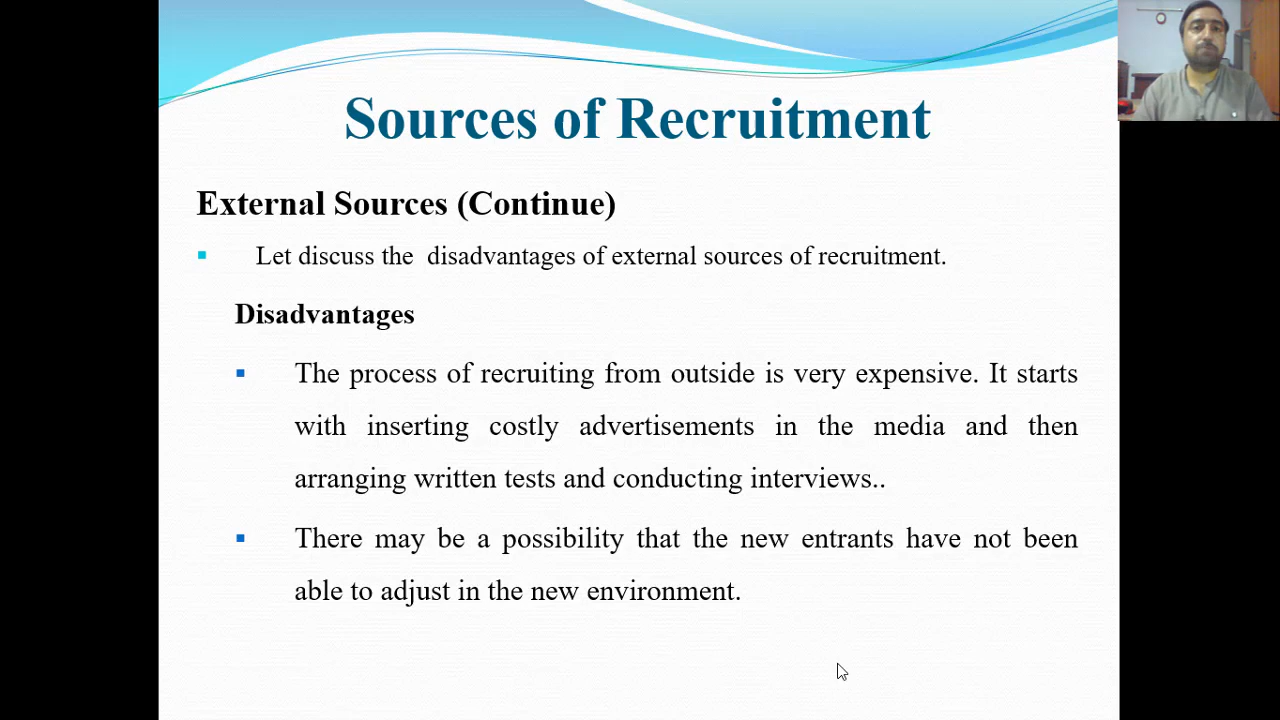 Sources of Recruitment
External Sources (Continue)
Let discuss the disadvantages of external sources of recruitment.
Disadvantages
The process of recruiting from outside is very expensive. It starts
with inserting costly advertisements in the media and then
arranging written tests and conducting interviews..
There may be a possibility that the new entrants have not been
able to adjust in the new environment.